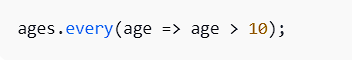 ages.every(age => age > 10);